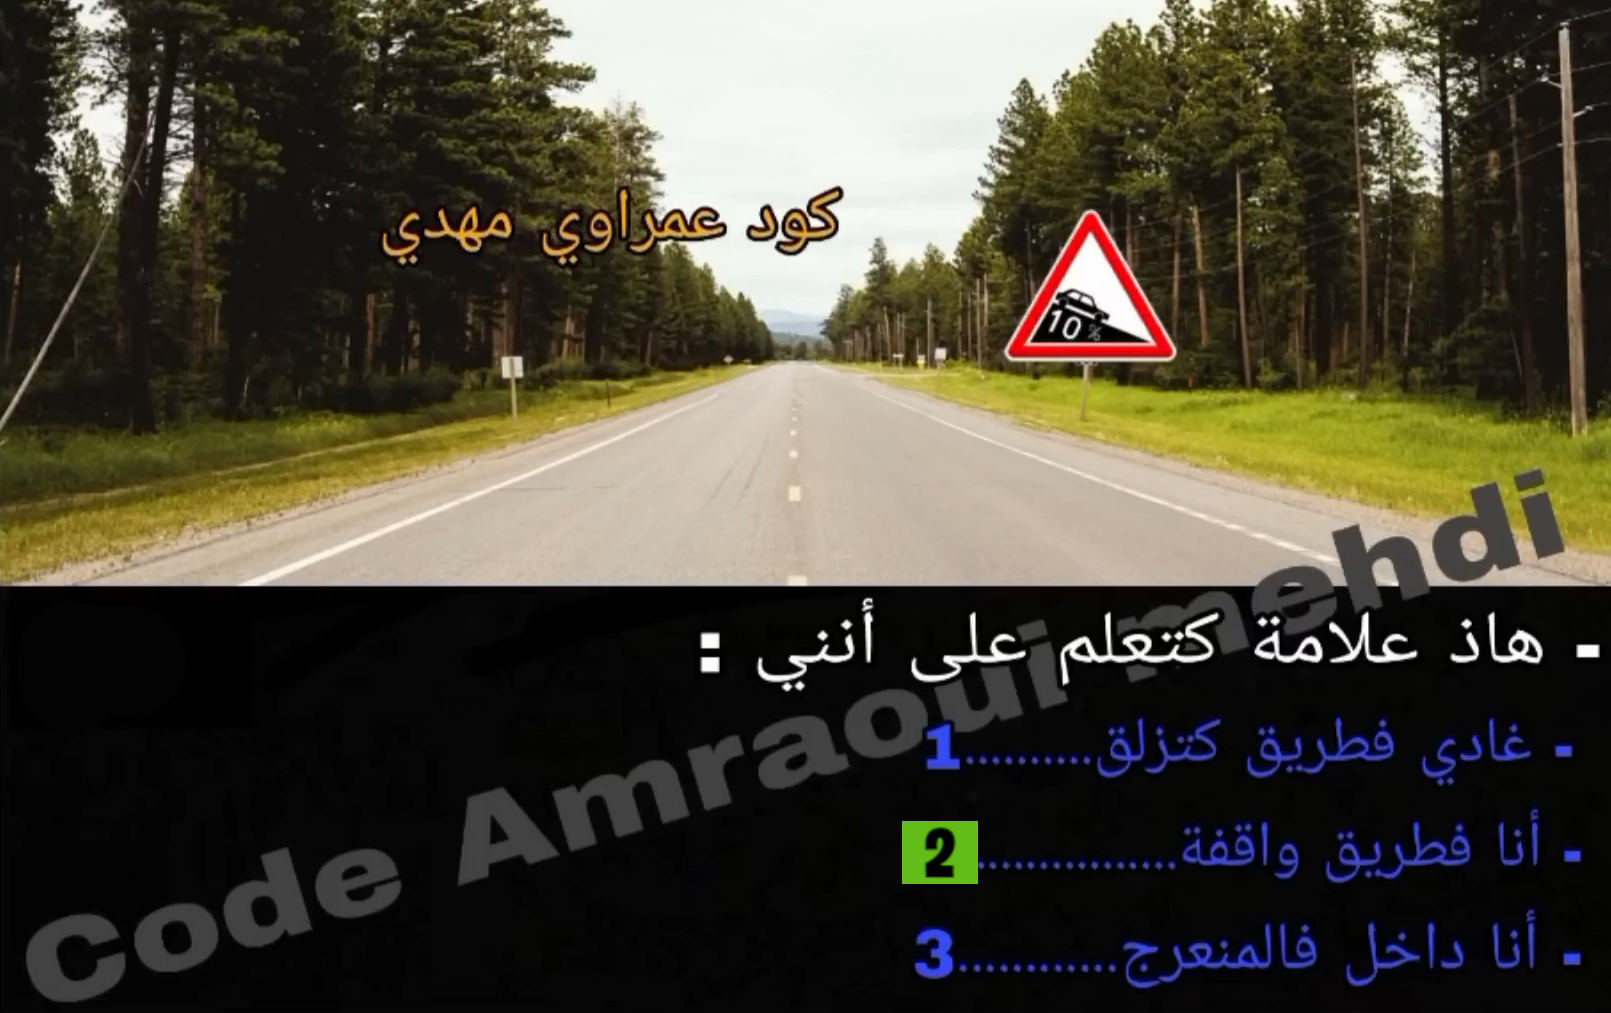 كود عمراوي مهدي
10 %
- هاذ علامة كتعلم على أنني :
- غادي فطريق كتزلق..........1
- أنا فطريق واقفة................2
- أنا داخل فالمنعرج............3
Code Amraoui mehdi